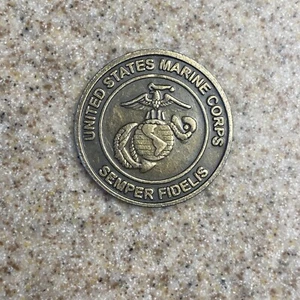 UNITED STATES MARINE CORPS
SEMPER FIDELIS